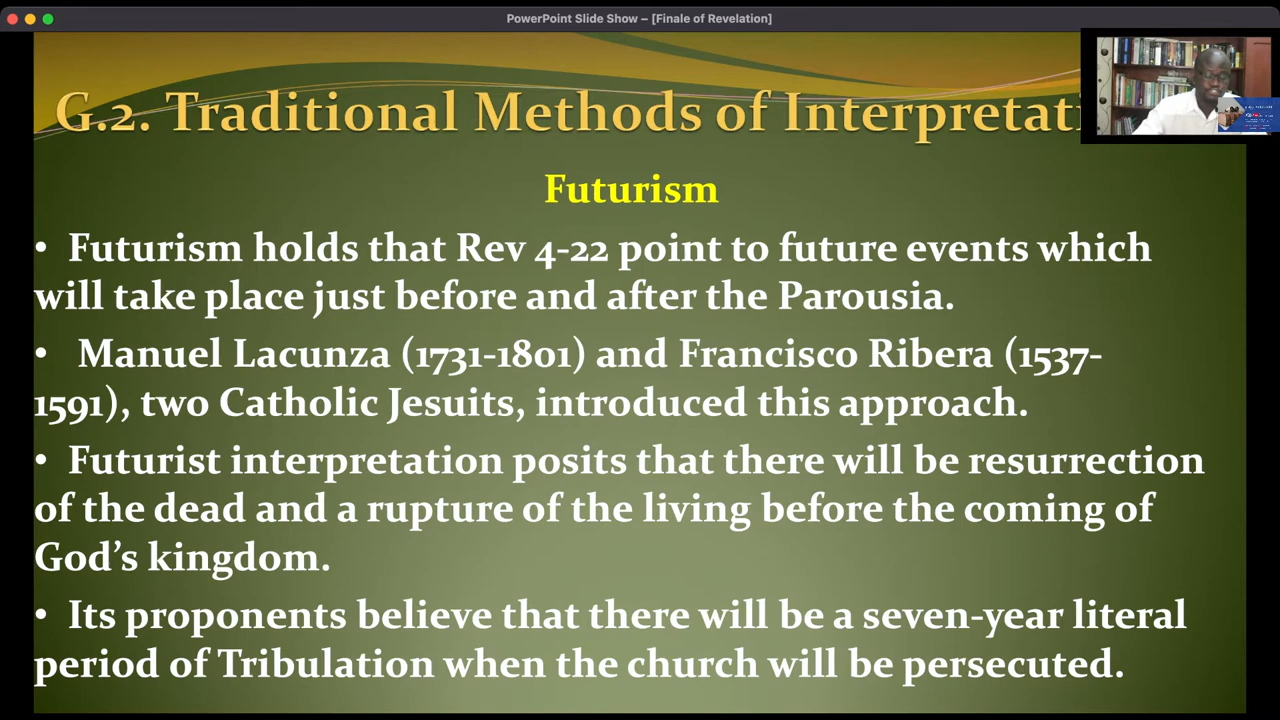 PowerPoint Slide Show – [Finale of Revelation]
G.2. Traditional Methods of
Futurism
• Futurism holds that Rev 4-22 point to future events which
will take place just before and after the Parousia.
• Manuel Lacunza (1731-1801) and Francisco Ribera (1537-
1591), two Catholic Jesuits, introduced this approach.
• Futurist interpretation posits that there will be resurrection
of the dead and a rupture of the living before the coming of
God’s kingdom.
• Its proponents believe that there will be a seven-year literal
period of Tribulation when the church will be persecuted.